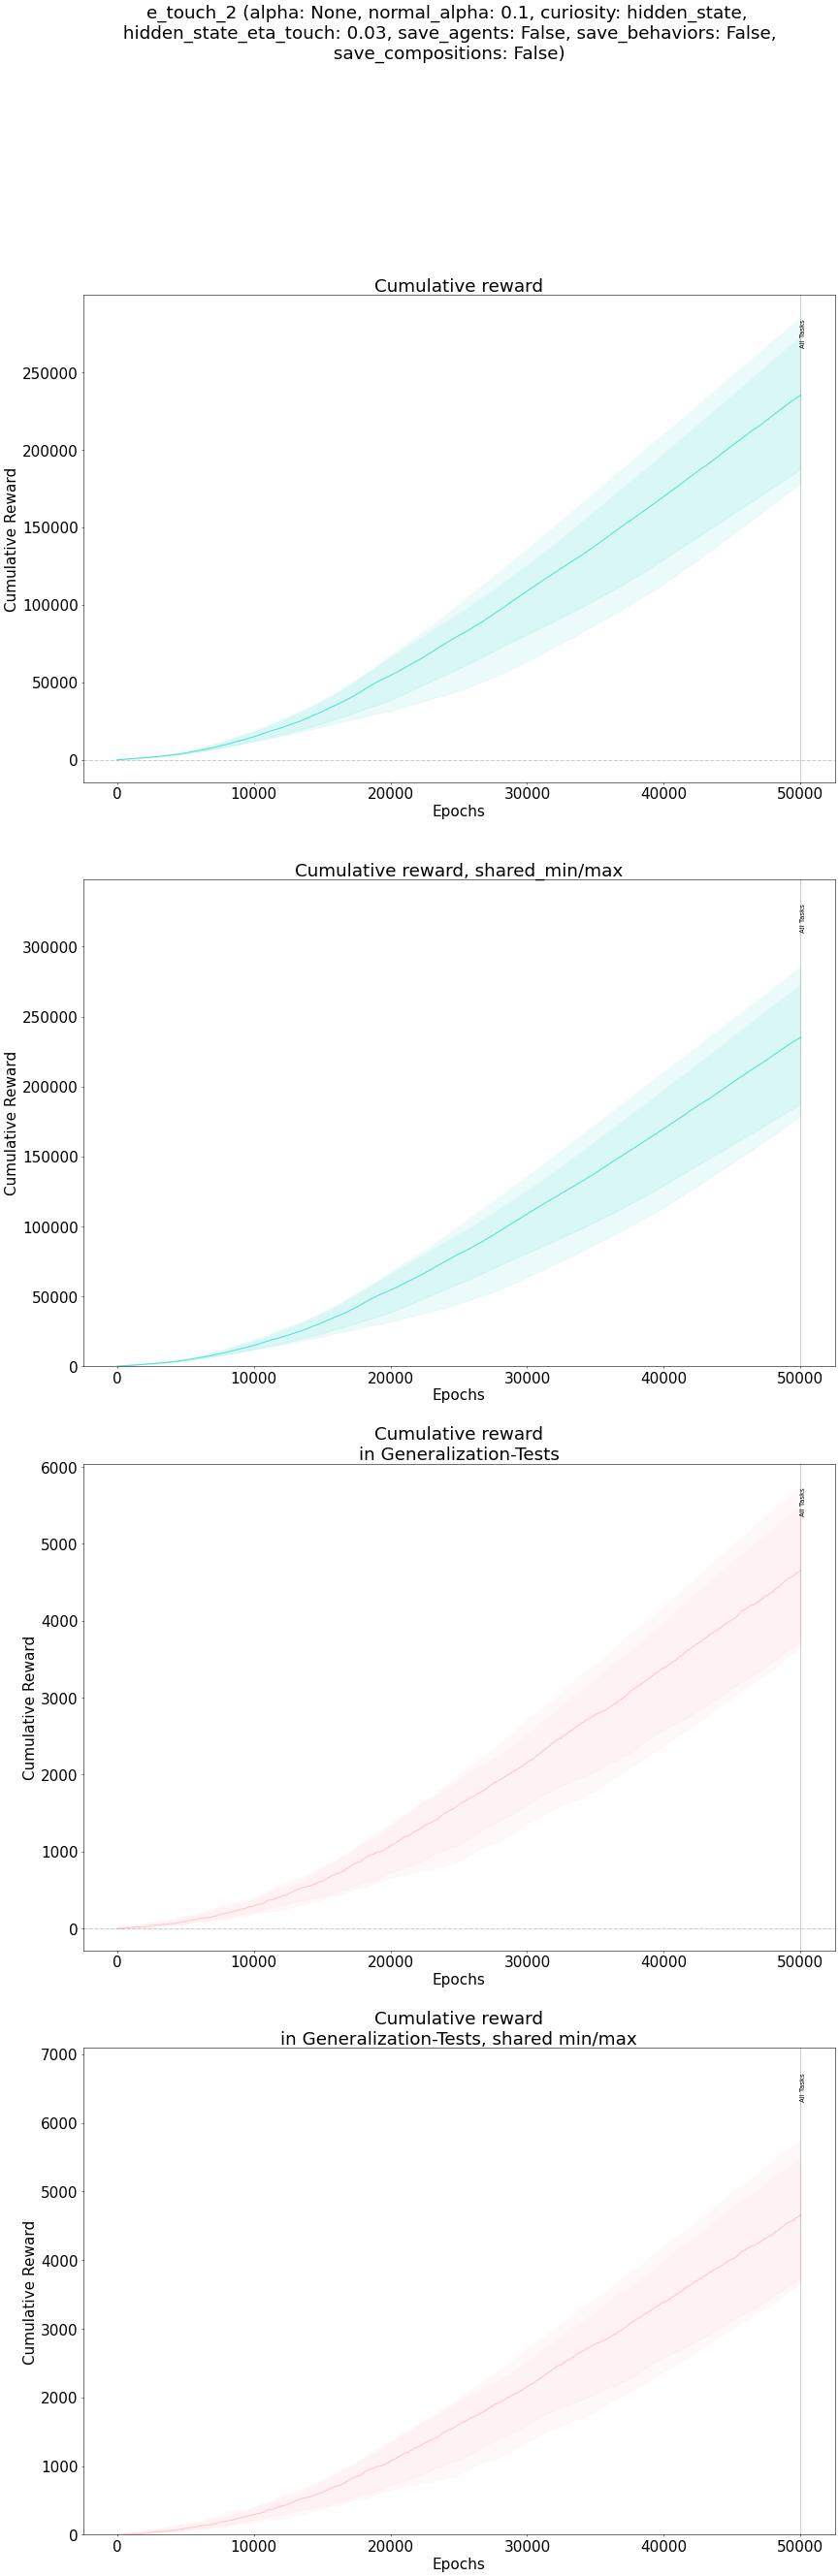 e_touch_2 (alpha: None, normal_alpha: 0.1, curiosity: hidden_state,
hidden_state_eta_touch: 0.03, save_agents: False, save_behaviors: False,
save_compositions: False)
Cumulative reward
All Tasks
250000
200000
150000
100000
50000
0
Cumulative Reward
0 10000 20000 30000 40000 50000
Epochs
Cumulative reward, shared_min/max
All Tasks
300000
250000
200000
150000
100000
50000
0
Cumulative Reward
0 10000 20000 30000 40000 50000
Epochs
Cumulative reward
in Generalization-Tests
All Tasks
6000
5000
4000
3000
2000
1000
0
Cumulative Reward
0 10000 20000 30000 40000 50000
Epochs
Cumulative reward
in Generalization-Tests, shared min/max
All Tasks
7000
6000
5000
4000
3000
2000
1000
0
Cumulative Reward
0 10000 20000 30000 40000 50000
Epochs